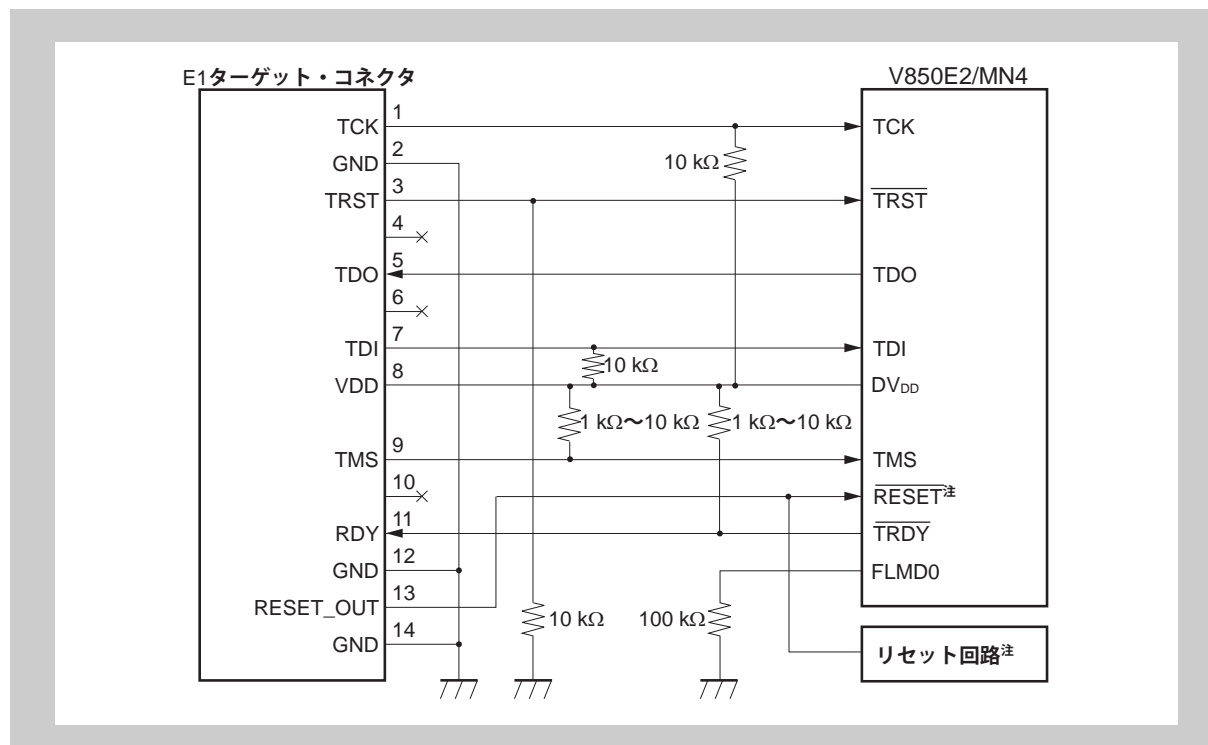 E1ターゲット・コネクタ
V850E2/MN4
TCK 1 TCK
GND 2 10 kΩ
TRST 3 TRST
4
TDO 5 TDO
6
TDI 7 TDI
10 kΩ
VDD 8 DVDD
1 kΩ〜10 kΩ 1 kΩ〜10 kΩ
TMS 9 TMS
10 RESET注
RDY 11 TRDY
GND 12 FLMD0
RESET_OUT 13
10 kΩ 100 kΩ
GND 14
リセット回路注